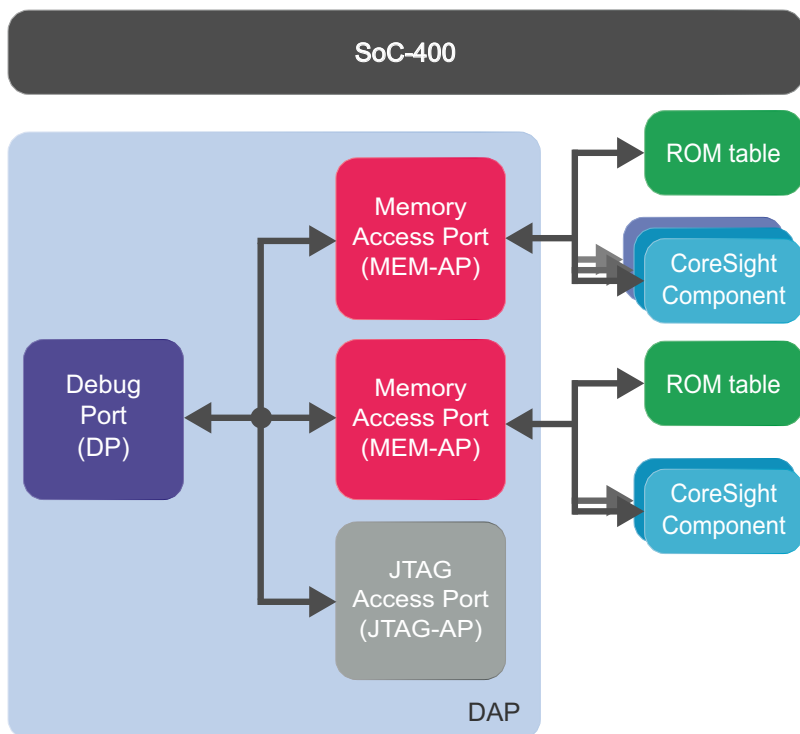 SoC-400
ROM table
Memory
Access Port
(MEM-AP)
CoreSight
Component
Debug
Port
(DP)
Memory
Access Port
(MEM-AP)
ROM table
CoreSight
Component
JTAG
Access Port
(JTAG-AP)
DAP